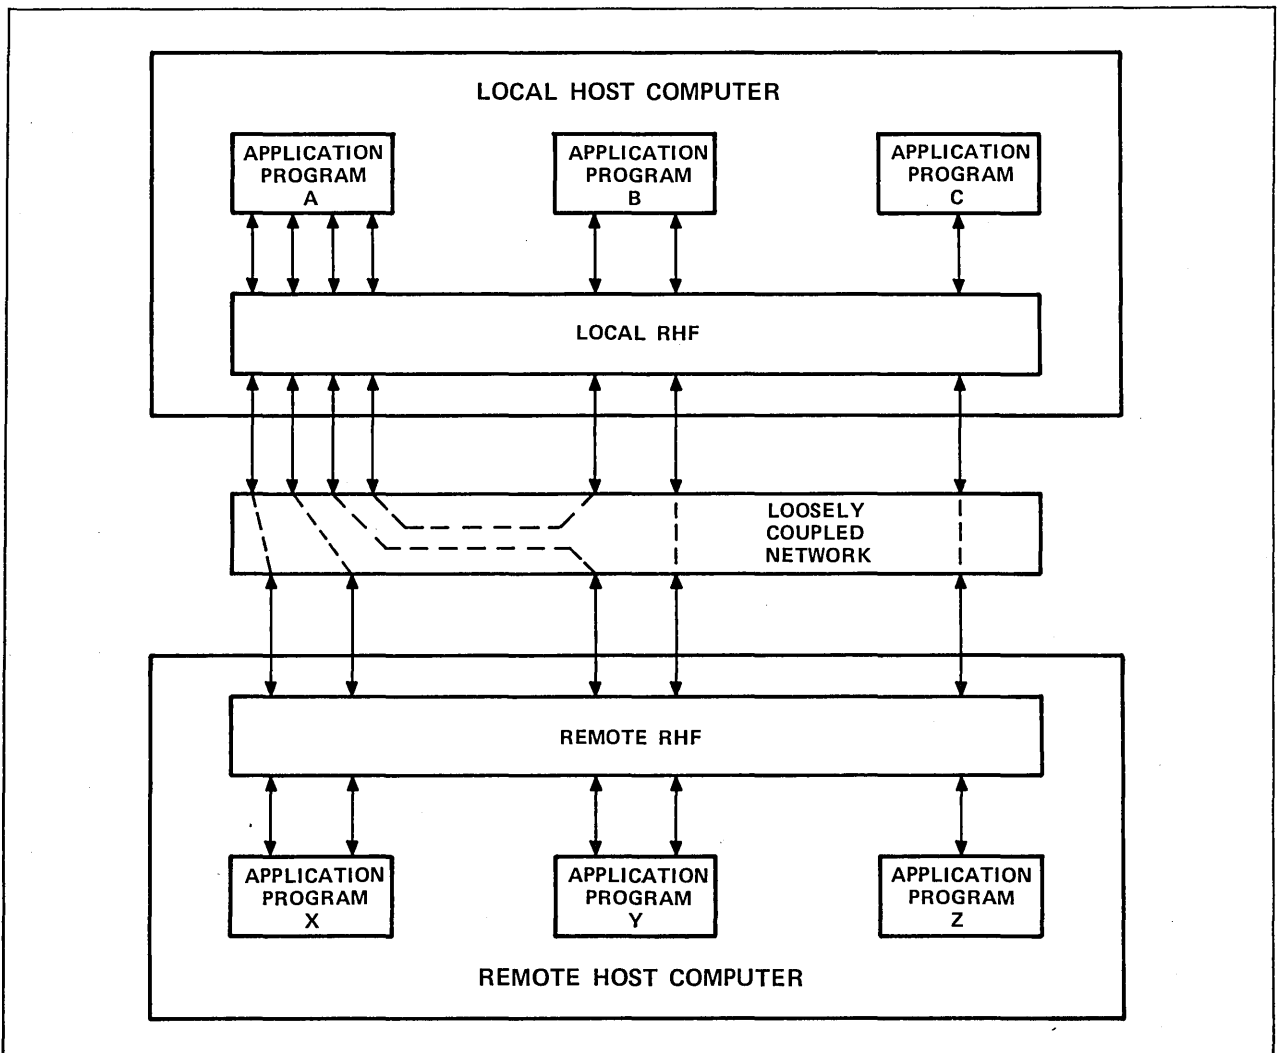 LOCAL HOST COMPUTER
APPLICATION
PROGRAM
A
APPLICATION
PROGRAM
B
APPLICATION
PROGRAM
C
LOCAL RHF
LOOSELY
COUPLED
NETWORK
REMOTE RHF
APPLICATION
PROGRAM
X
APPLICATION
PROGRAM
Y
APPLICATION
PROGRAM
Z
REMOTE HOST COMPUTER